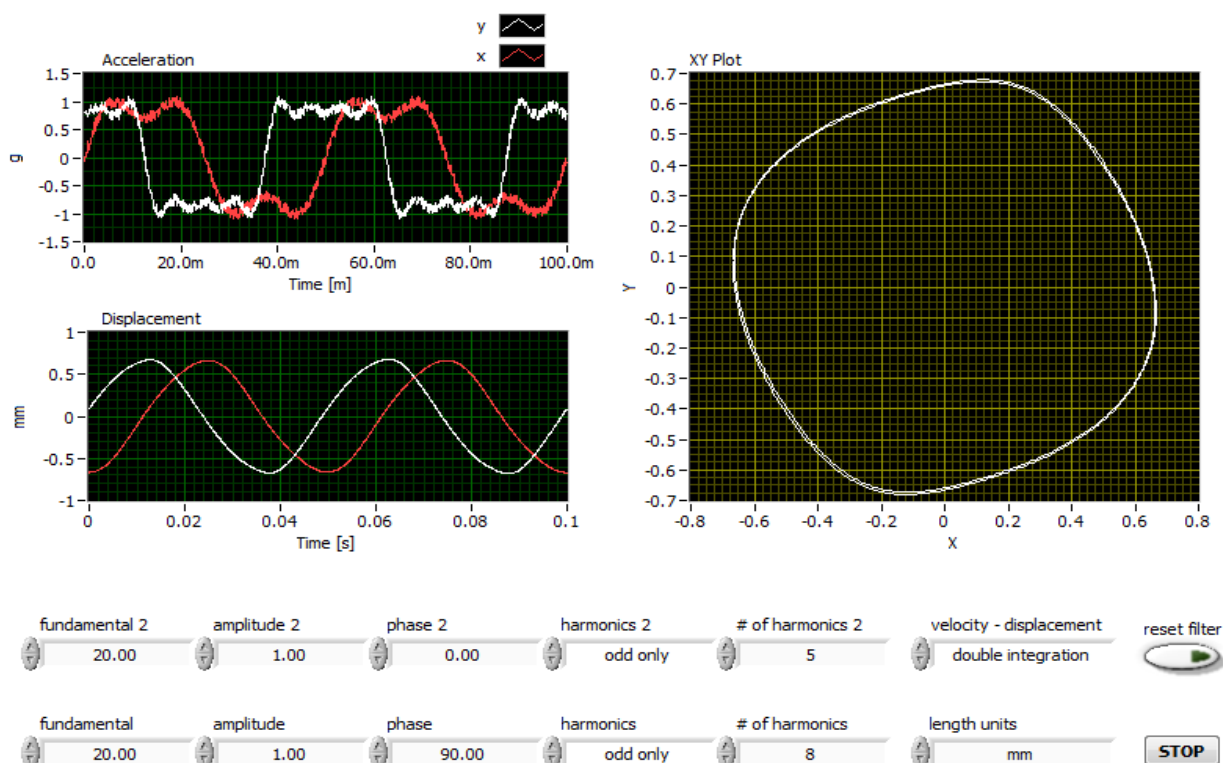 y
x
Acceleration
1.5
1
0.5
0
-0.5
-1
-1.5
g
0.0 20.0m 40.0m 60.0m 80.0m 100.0m
Time [m]
Displacement
1
0.5
0
-0.5
-1
mm
0 0.02 0.04 0.06 0.08 0.1
Time [s]
XY Plot
0.7
0.6
0.5
0.4
0.3
0.2
0.1
0
-0.1
-0.2
-0.3
-0.4
-0.5
-0.6
-0.7
Y
-0.8 -0.6 -0.4 -0.2 0 0.2 0.4 0.6 0.8
X
fundamental 2 amplitude 2 phase 2 harmonics 2 # of harmonics 2 velocity - displacement reset filter
20.00 1.00 0.00 odd only 5 double integration
fundamental amplitude phase harmonics # of harmonics length units
20.00 1.00 90.00 odd only 8 mm STOP